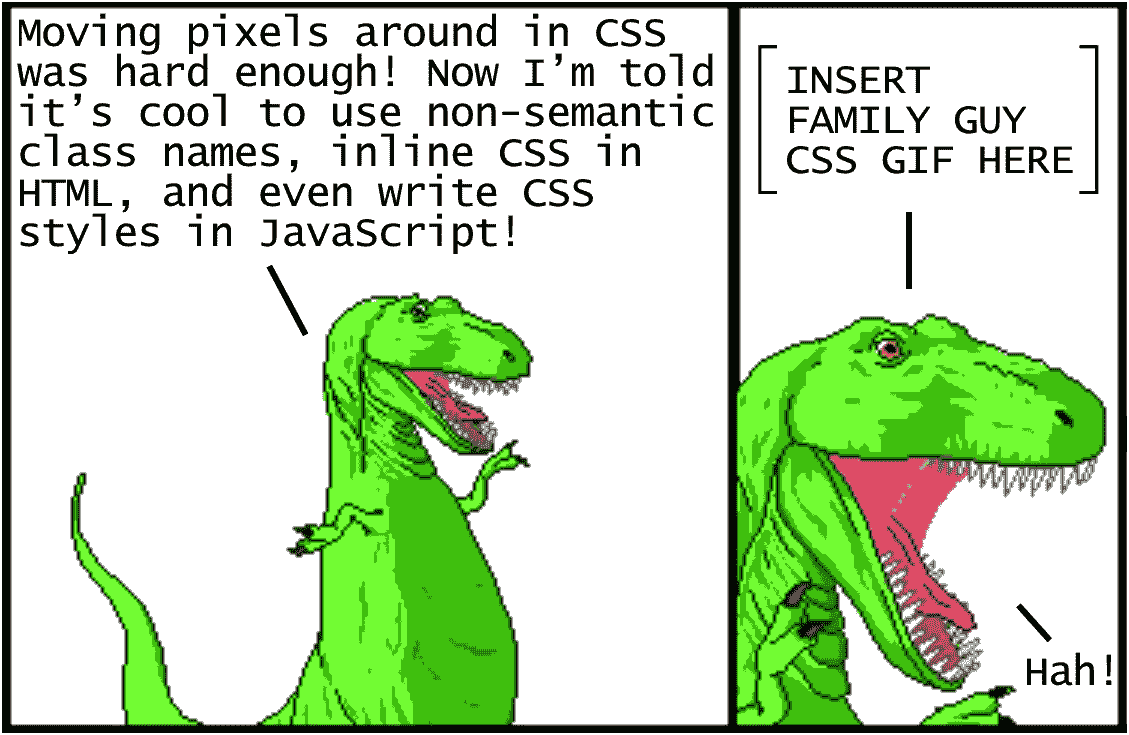 Moving pixels around in CSS
was hard enough! Now I’m told
it’s cool to use non-semantic
class names, inline CSS in
HTML, and even write CSS
styles in JavaScript!
INSERT
FAMILY GUY
CSS GIF HERE
Hah!